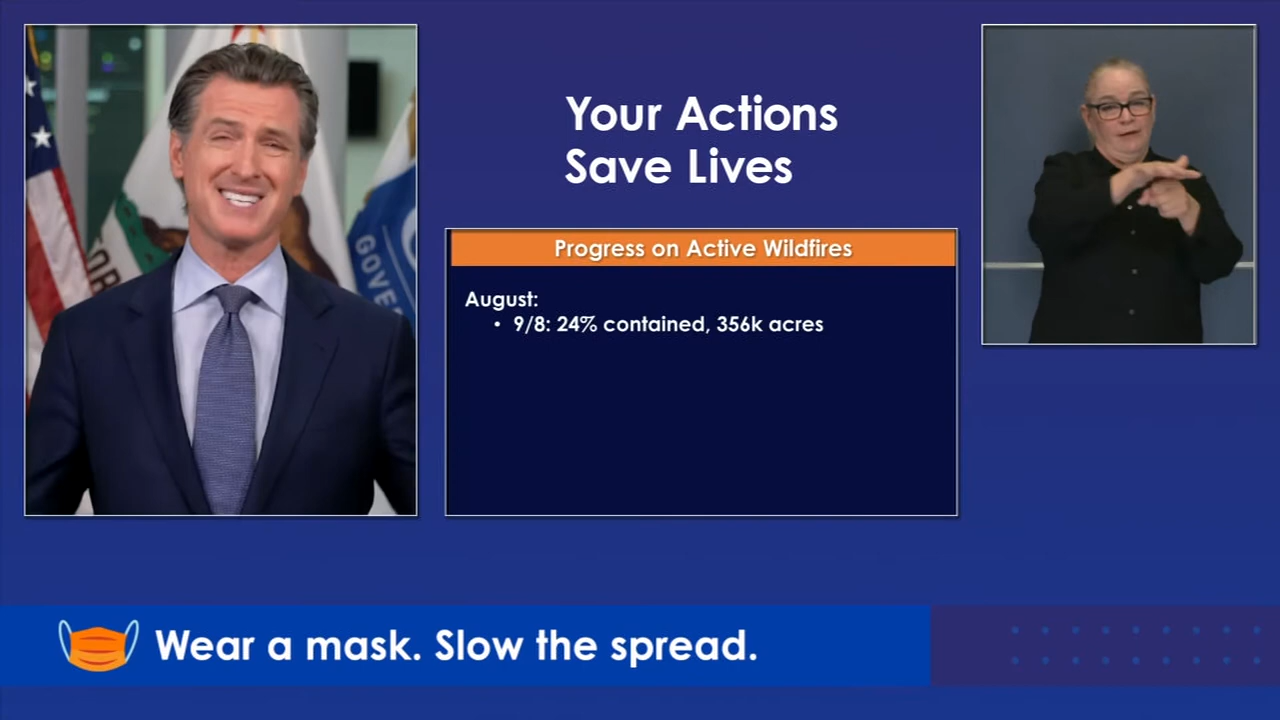 Your Actions
Save Lives
Progress on Active Wildfires
August:
• 9/8: 24% contained, 356k acres
Wear a mask. Slow the spread.